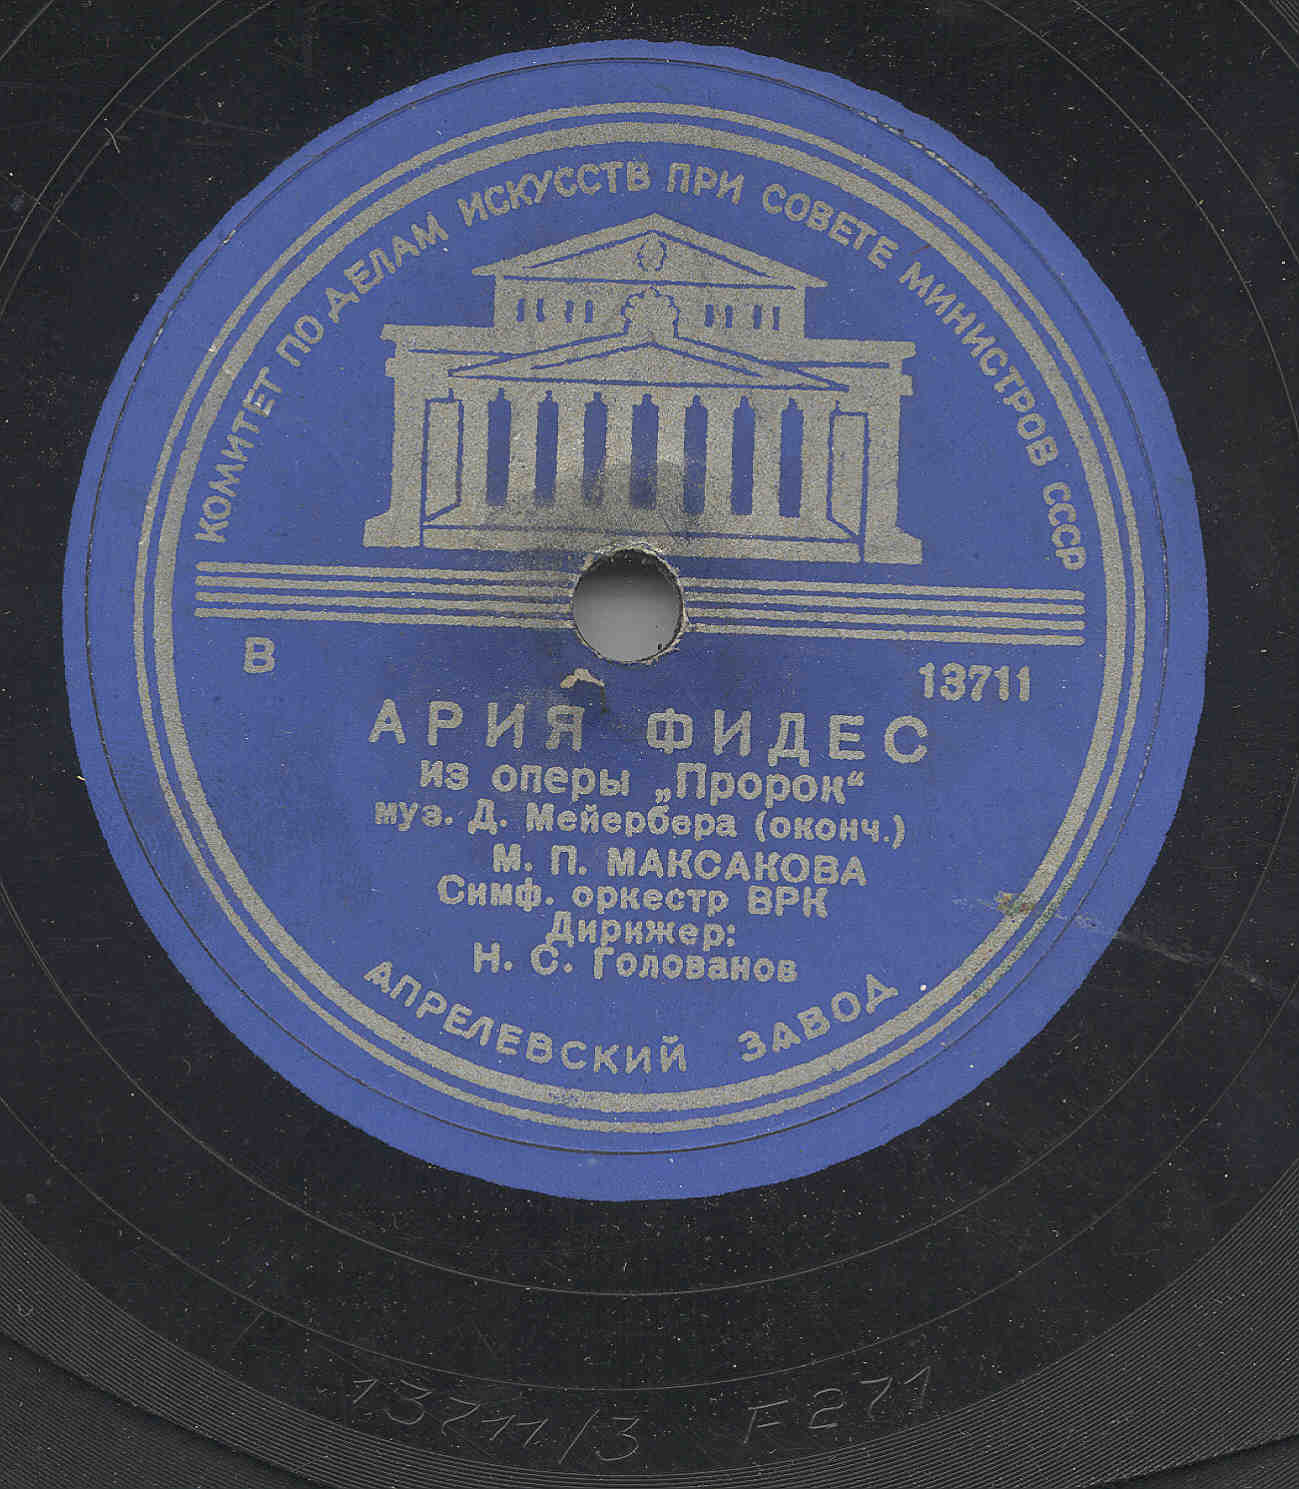 КОМИТЕТ ПО ДЕЛАМ ИСКУССТВ ПРИ СОВЕТЕ МИНИСТРОВ СССР
В
13711
АРИЯ ФИДЕС
из оперы „Пророк“
муз. Д. Мейербера (оконч.)
М. П. МАКСАКОВА
Симф. оркестр ВРК
Дирижер:
Н. С. Голованов
АПРЕЛЕВСКИЙ ЗАВОД
13711/3 F271